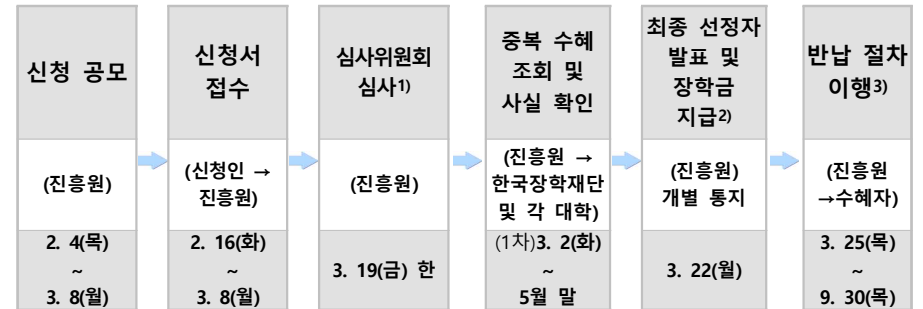 신청 공모
(진흥원)
2. 4(목)
~
3. 8(월)
신청서
접수
(신청인 →
진흥원)
2. 16(화)
~
3. 8(월)
심사위원회
심사1)
(진흥원)
3. 19(금) 한
중복 수혜
조회 및
사실 확인
(진흥원 →
한국장학재단
및 각 대학)
(1차)3. 2(화)
~
5월 말
최종 선정자
발표 및
장학금
지급2)
(진흥원)
개별 통지
3. 22(월)
반납 절차
이행3)
(진흥원
→수혜자)
3. 25(목)
~
9. 30(목)